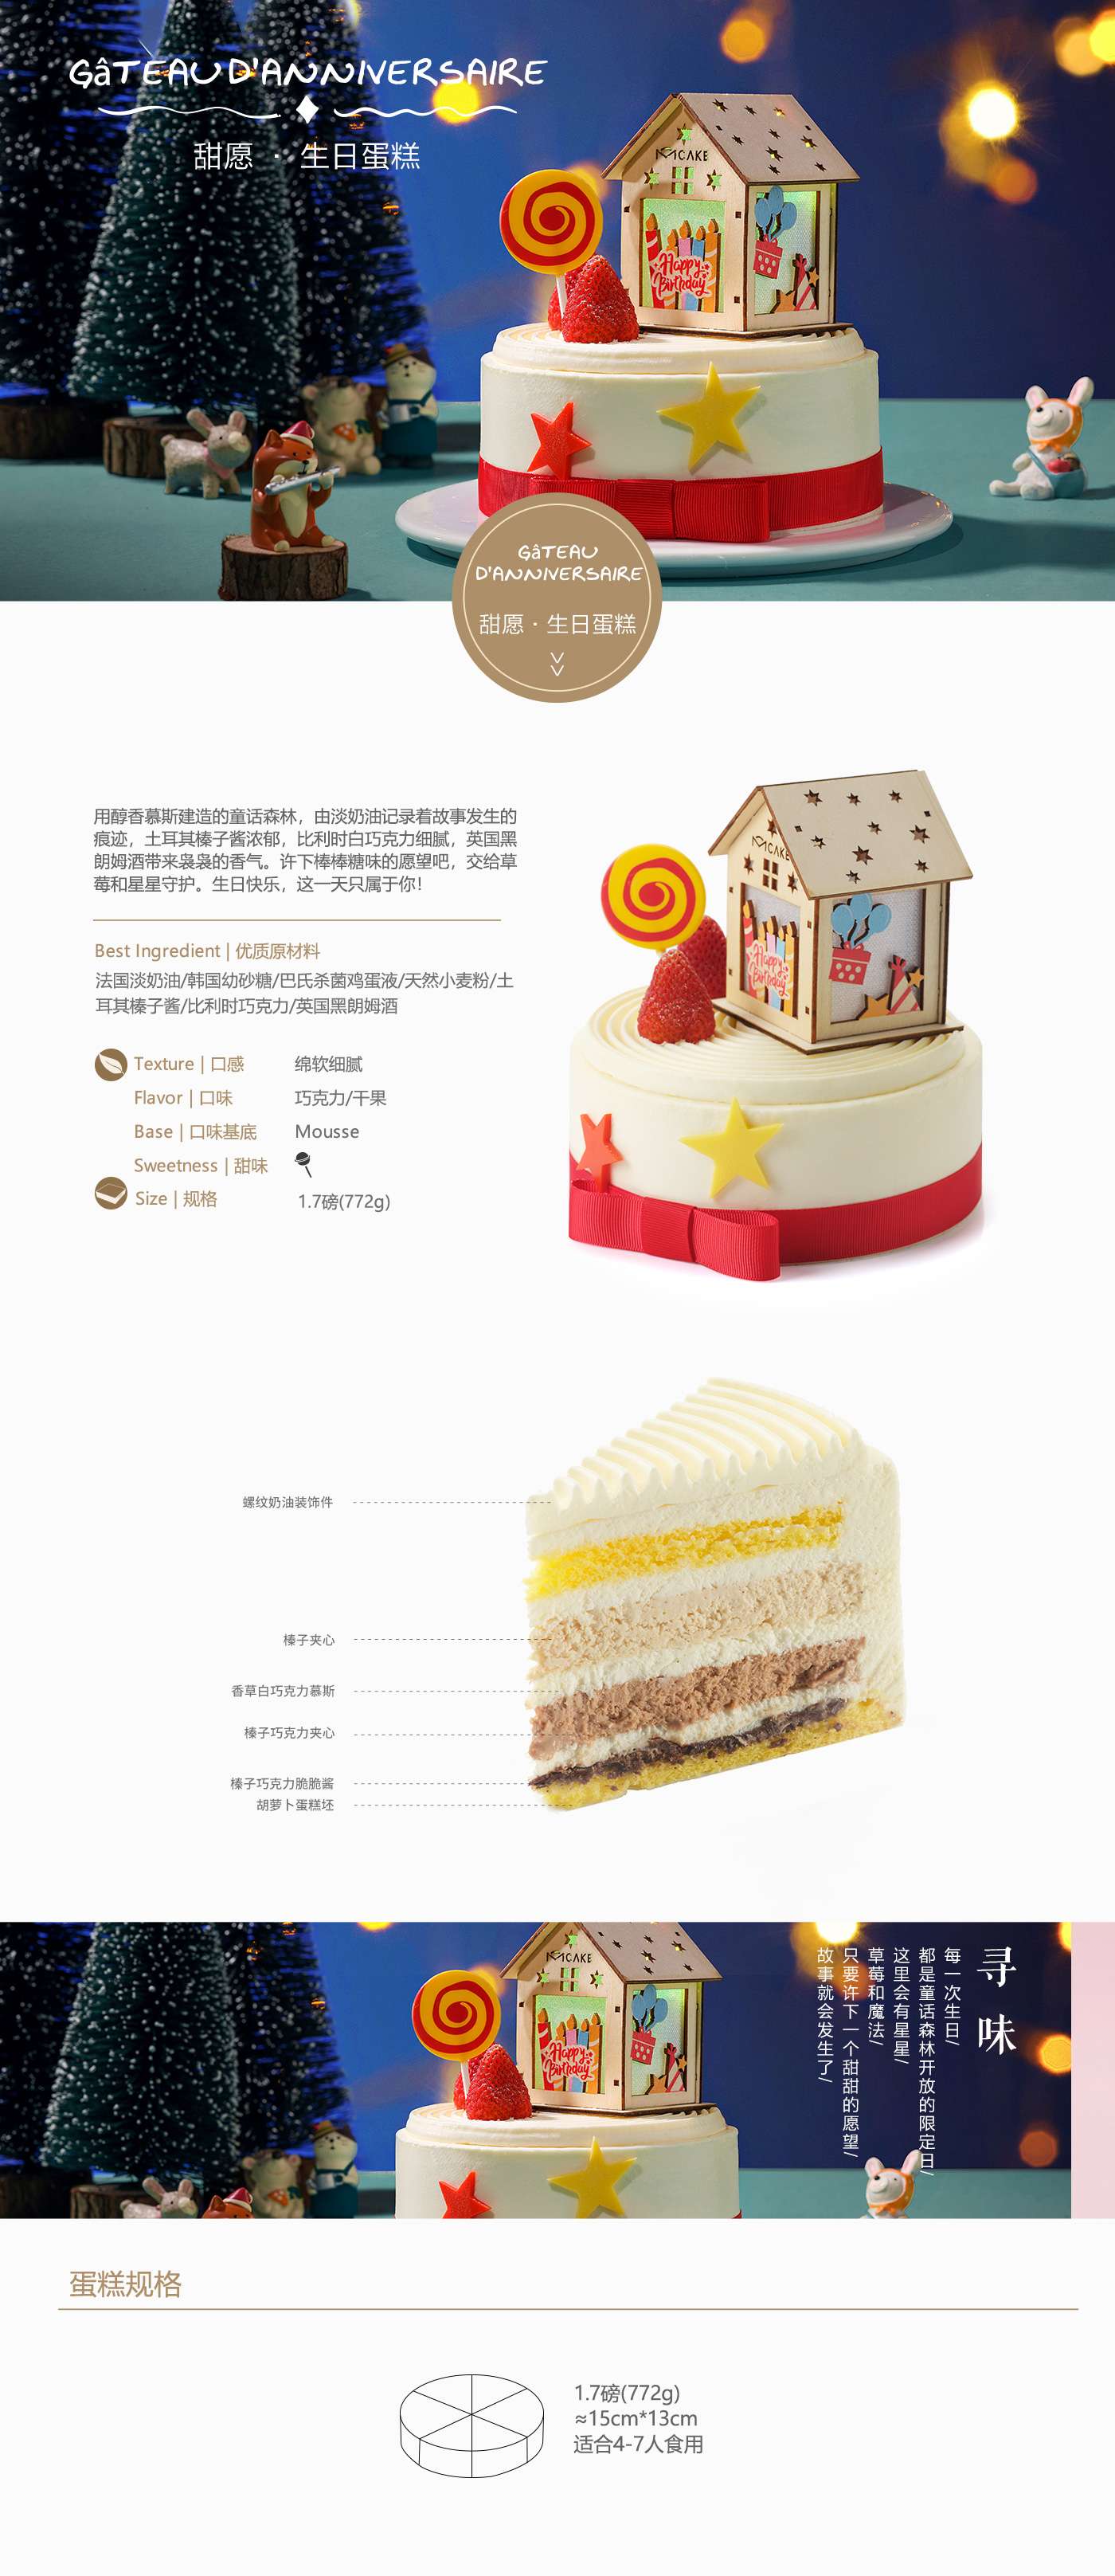 GâTEAU D'ANNIVERSAIRE
甜愿 · 生日蛋糕
MCAKE
Happy
Birthday
GâTEAU
D'ANNIVERSAIRE
甜愿 · 生日蛋糕
用醇香慕斯建造的童话森林，由淡奶油记录着故事发生的
痕迹，土耳其榛子酱浓郁，比利时白巧克力细腻，英国黑
朗姆酒带来袅袅的香气。许下棒棒糖味的愿望吧，交给草
莓和星星守护。生日快乐，这一天只属于你！
Best Ingredient | 优质原材料
法国淡奶油/韩国幼砂糖/巴氏杀菌鸡蛋液/天然小麦粉/土
耳其榛子酱/比利时巧克力/英国黑朗姆酒
MCAKE
Happy
Birthday
Texture | 口感 绵软细腻
Flavor | 口味 巧克力/干果
Base | 口味基底 Mousse
Sweetness | 甜味
Size | 规格 1.7磅(772g)
螺纹奶油装饰件
榛子夹心
香草白巧克力慕斯
榛子巧克力夹心
榛子巧克力脆脆酱
胡萝卜蛋糕坯
MCAKE
Happy
Birthday
寻味
每一次生日/
都是童话森林开放的限定日/
这里会有星星/
草莓和魔法/
只要许下一个甜甜的愿望/
故事就会发生了/
蛋糕规格
1.7磅(772g)
≈15cm*13cm
适合4-7人食用